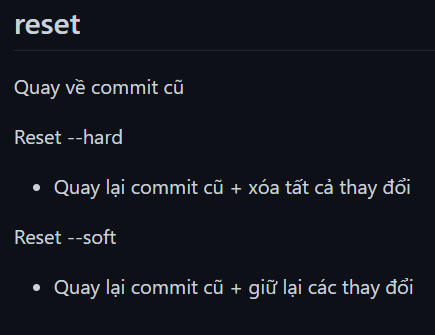 reset
Quay về commit cũ
Reset --hard
• Quay lại commit cũ + xóa tất cả thay đổi
Reset --soft
• Quay lại commit cũ + giữ lại các thay đổi